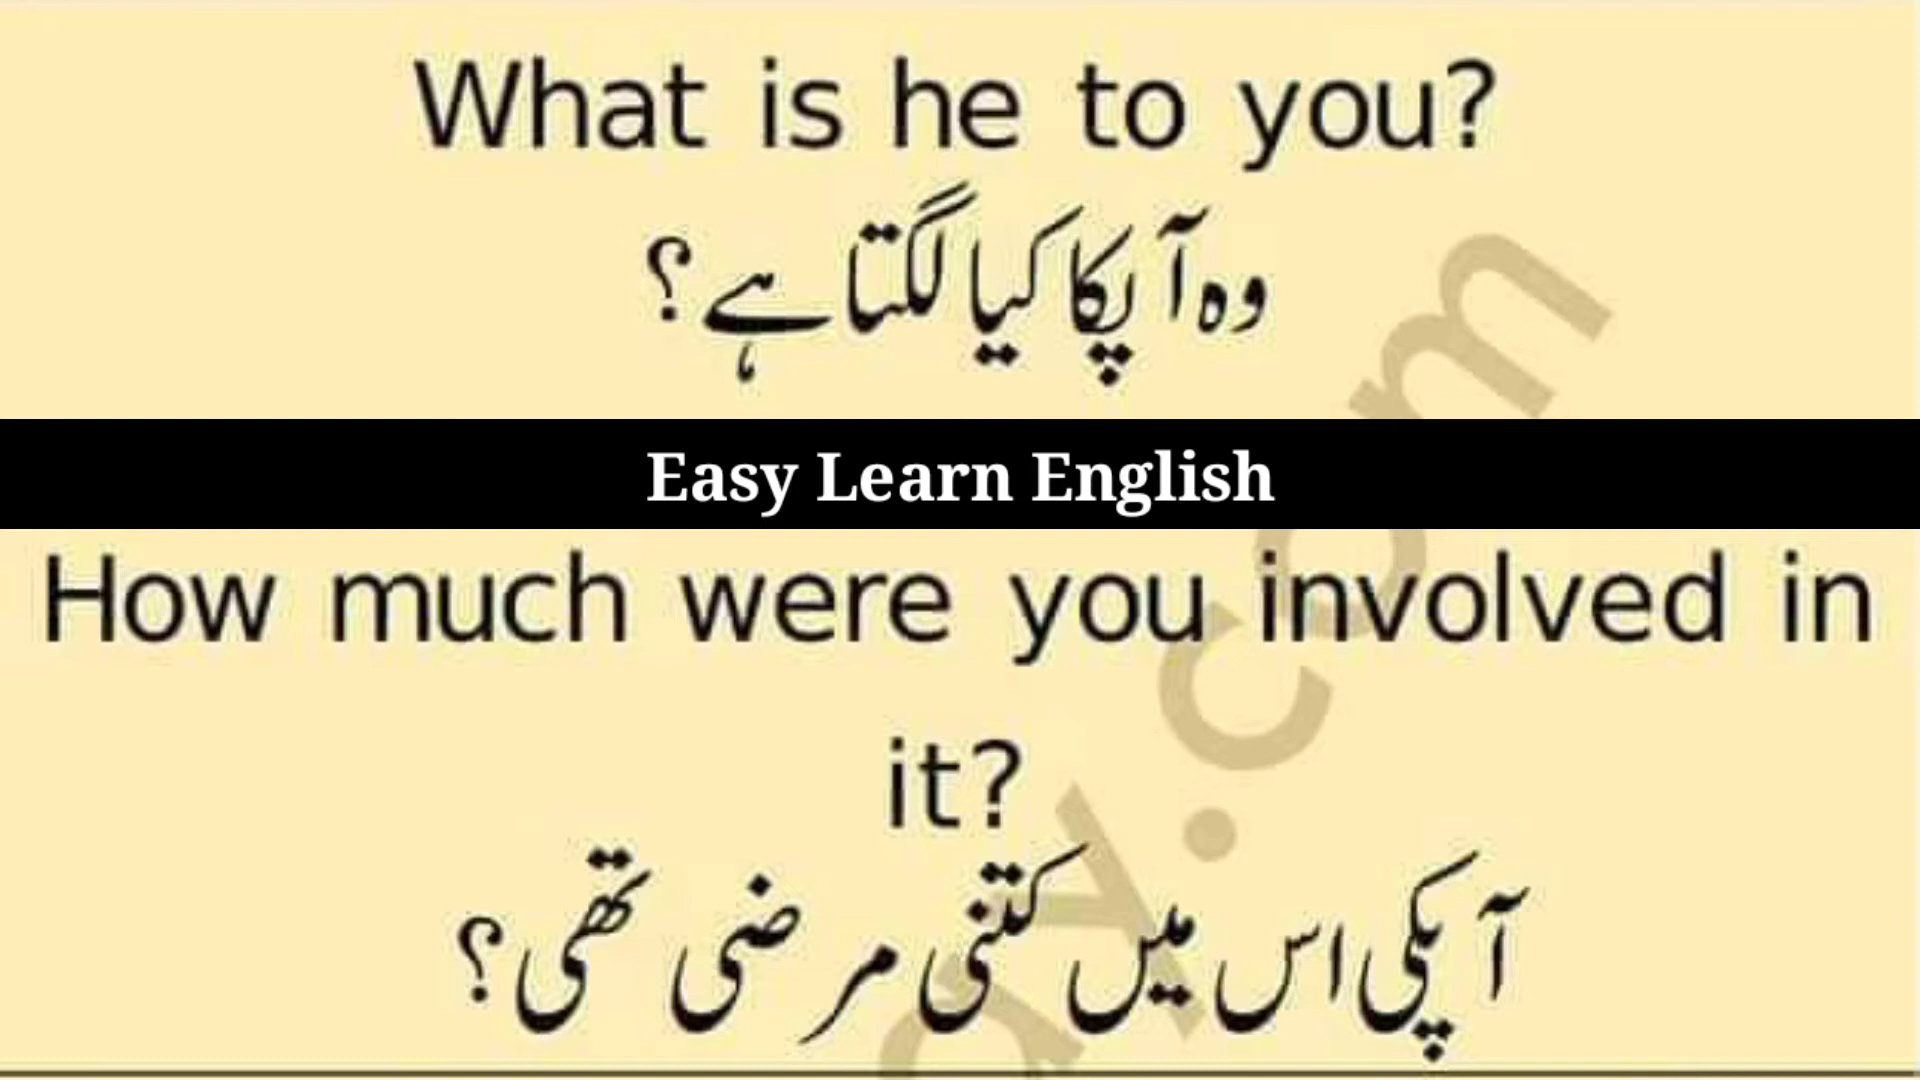 What is he to you?
وہ آپکا کیا لگتا ہے؟
Easy Learn English
How much were you involved in
it?
آپکی اس میں کتنی مرضی تھی؟